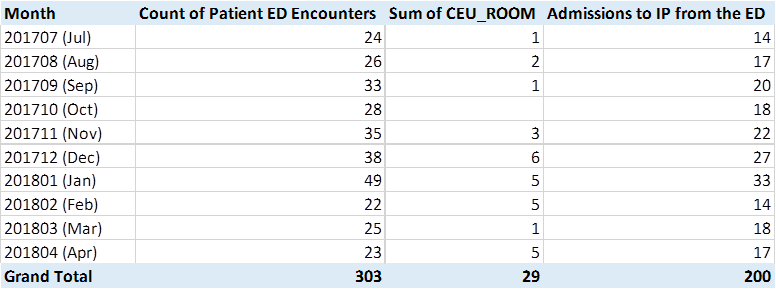 Month Count of Patient ED Encounters Sum of CEU_ROOM Admissions to IP from the ED
201707 (Jul) 24 1 14
201708 (Aug) 26 2 17
201709 (Sep) 33 1 20
201710 (Oct) 28 18
201711 (Nov) 35 3 22
201712 (Dec) 38 6 27
201801 (Jan) 49 5 33
201802 (Feb) 22 5 14
201803 (Mar) 25 1 18
201804 (Apr) 23 5 17
Grand Total 303 29 200